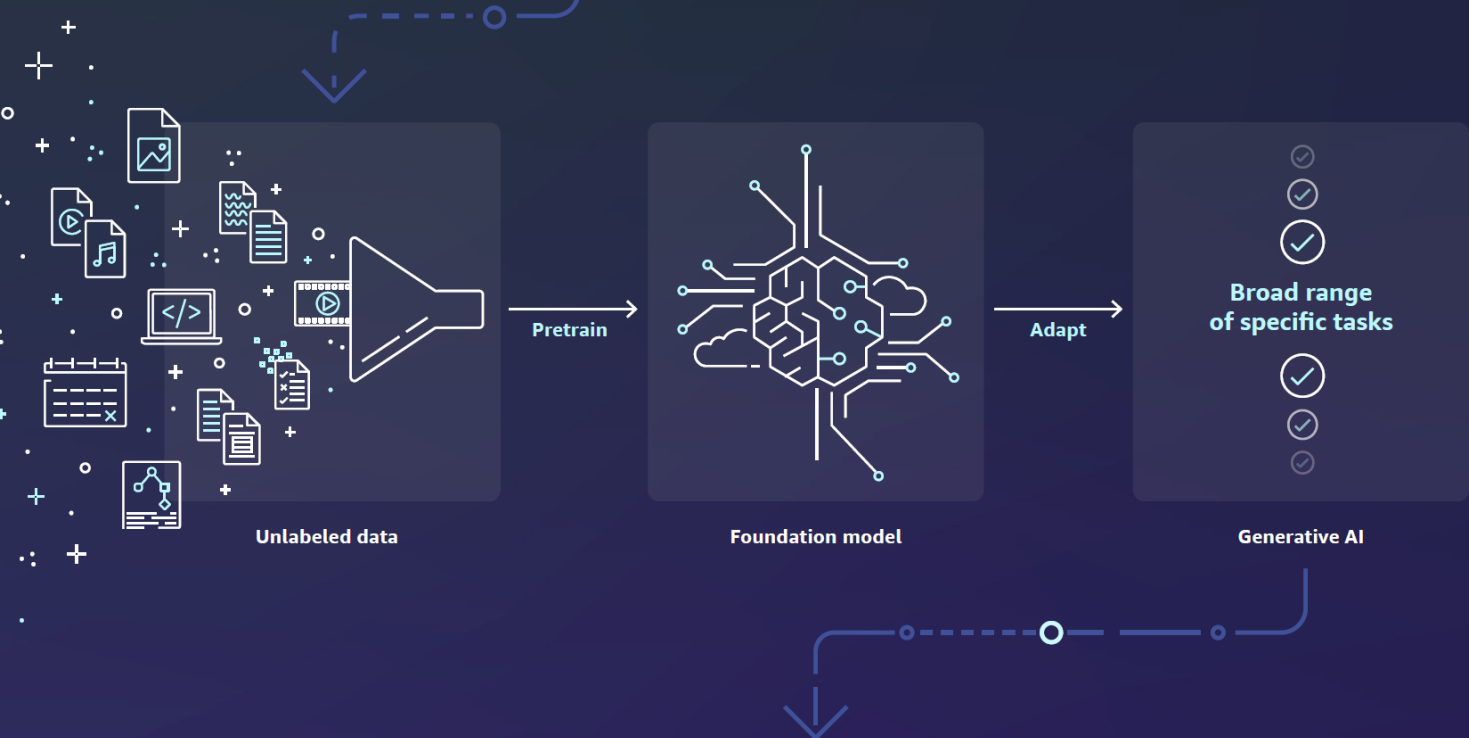 Pretrain
Adapt
Broad range
of specific tasks
Unlabeled data
Foundation model
Generative AI